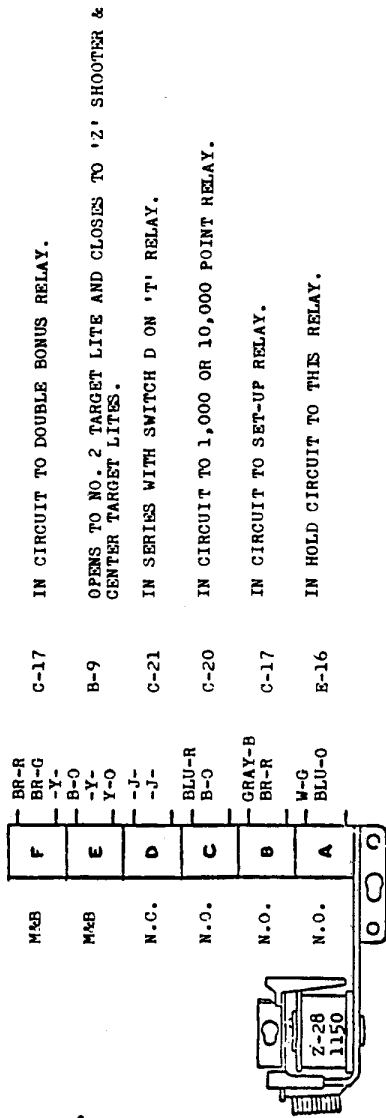 M&B F BR-R BR-G -Y- C-17 IN CIRCUIT TO DOUBLE BONUS RELAY.
M&B E B-O -Y- Y-O B-9 OPENS TO NO. 2 TARGET LITE AND CLOSES TO 'Z' SHOOTER &
CENTER TARGET LITES.
N.C. D -J- -J- C-21 IN SERIES WITH SWITCH D ON 'T' RELAY.
N.O. C BLU-R B-O C-20 IN CIRCUIT TO 1,000 OR 10,000 POINT RELAY.
N.O. B GRAY-B BR-R C-17 IN CIRCUIT TO SET-UP RELAY.
N.O. A W-G BLU-O E-16 IN HOLD CIRCUIT TO THIS RELAY.
Z-28
1150